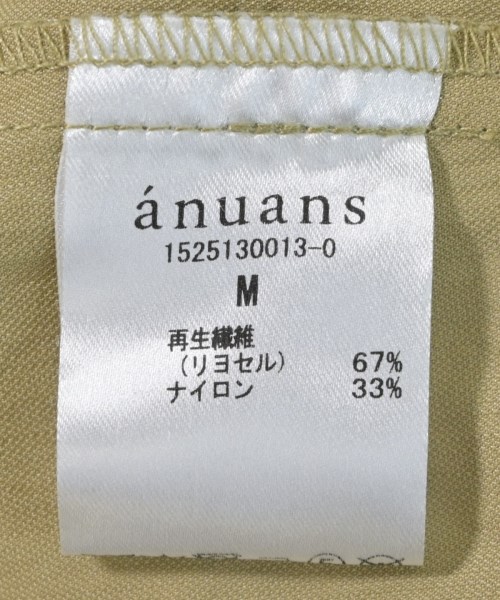 ánuans
1525130013-0
M
再生繊維
(リヨセル) 67%
ナイロン 33%